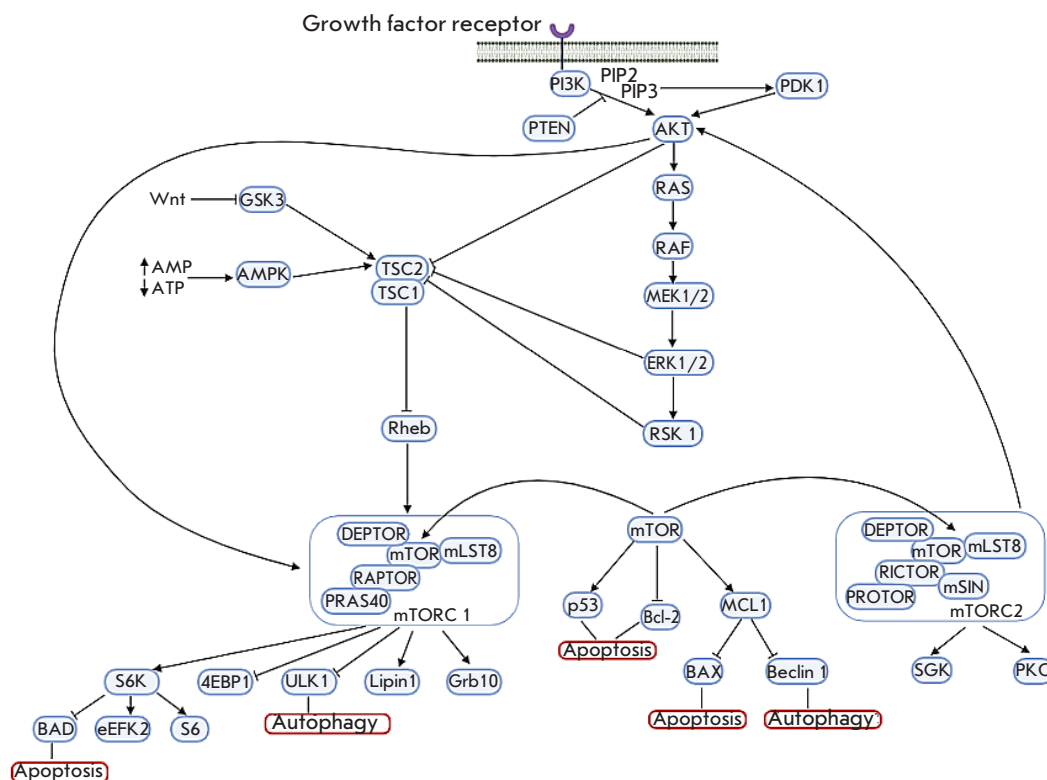 Growth factor receptor
PI3K
PIP2
PIP3
PDK1
PTEN
AKT
Wnt
GSK3
RAS
RAF
AMP
ATP
AMPK
TSC2
TSC1
MEK1/2
ERK1/2
Rheb
RSK 1
DEPTOR
mTOR
mLST8
RAPTOR
PRAS40
mTORC 1
mTOR
p53
Bcl-2
MCL1
Apoptosis
DEPTOR
mTOR
mLST8
RICTOR
mSIN
PROTOR
mTORC2
S6K
4EBP1
ULK1
Lipin1
Grb10
BAX
Beclin 1
SGK
PKC
BAD
eEFK2
S6
Autophagy
Apoptosis
Autophagy
Apoptosis